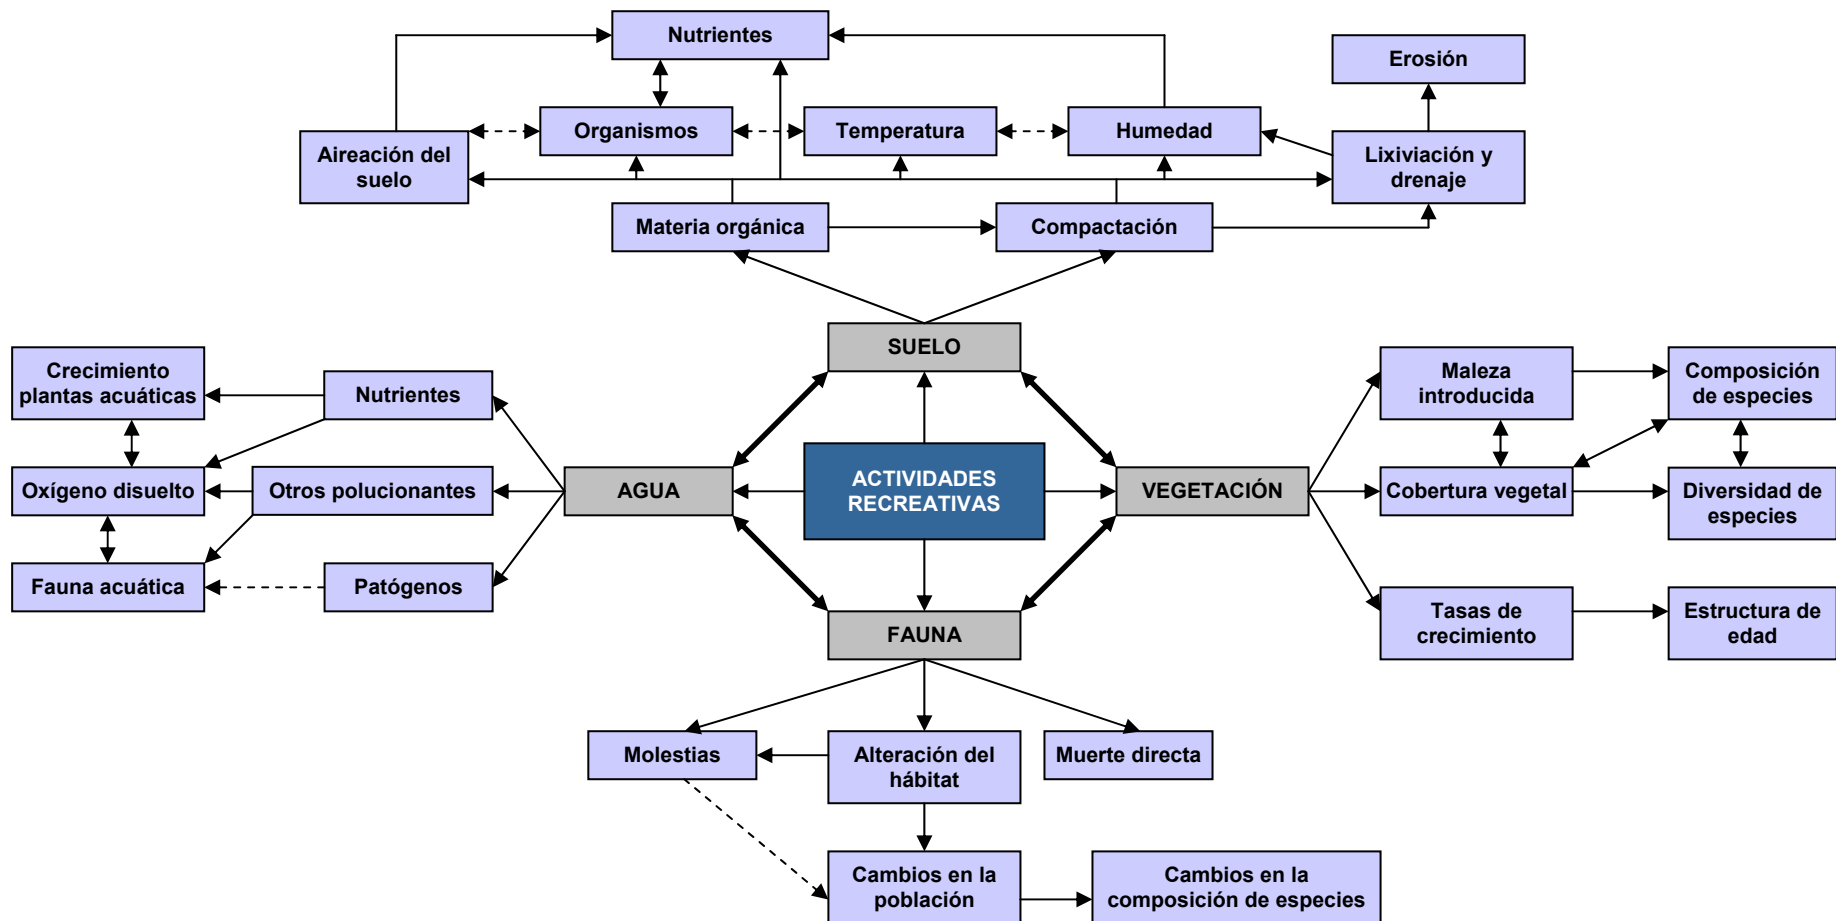 Nutrientes
Erosión
Organismos
Temperatura
Humedad
Aireación del
suelo
Lixiviación y
drenaje
Materia orgánica
Compactación
SUELO
Crecimiento
plantas acuáticas
Nutrientes
Maleza
introducida
Composición
de especies
Oxígeno disuelto
Otros polucionantes
AGUA
ACTIVIDADES
RECREATIVAS
VEGETACIÓN
Cobertura vegetal
Diversidad de
especies
Fauna acuática
Patógenos
FAUNA
Tasas de
crecimiento
Estructura de
edad
Molestias
Alteración del
hábitat
Muerte directa
Cambios en la
población
Cambios en la
composición de especies